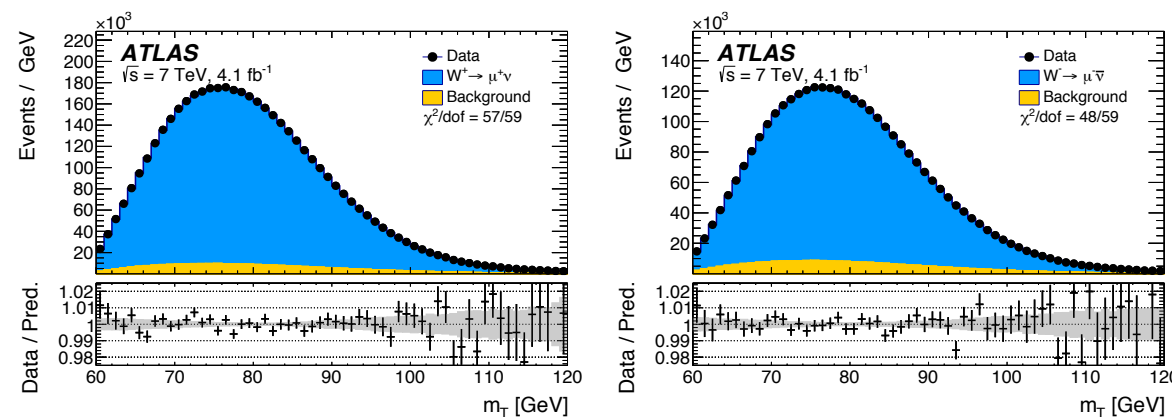 ×10³
Events / GeV
220
200
180
160
140
120
100
80
60
40
20
ATLAS
√s = 7 TeV, 4.1 fb⁻¹
Data
W⁺→ μ⁺ν
Background
χ²/dof = 57/59
Data / Pred.
1.02
1.01
1
0.99
0.98
60 70 80 90 100 110 120
m_T [GeV]
×10³
Events / GeV
140
120
100
80
60
40
20
ATLAS
√s = 7 TeV, 4.1 fb⁻¹
Data
W⁻→ μ⁻ν̅
Background
χ²/dof = 48/59
Data / Pred.
1.02
1.01
1
0.99
0.98
60 70 80 90 100 110 120
m_T [GeV]